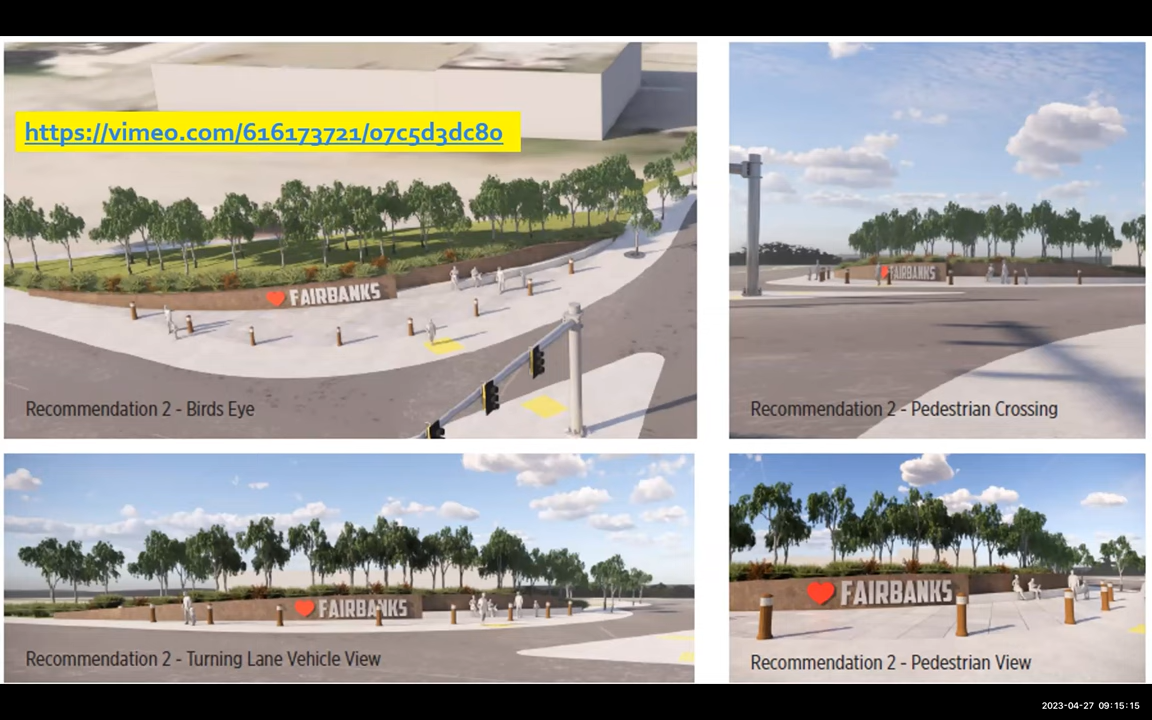 https://vimeo.com/616173721/07c5d3dc80
FAIRBANKS
Recommendation 2 - Birds Eye
FAIRBANKS
Recommendation 2 - Pedestrian Crossing
FAIRBANKS
Recommendation 2 - Turning Lane Vehicle View
FAIRBANKS
Recommendation 2 - Pedestrian View
2023-04-27 09:15:15